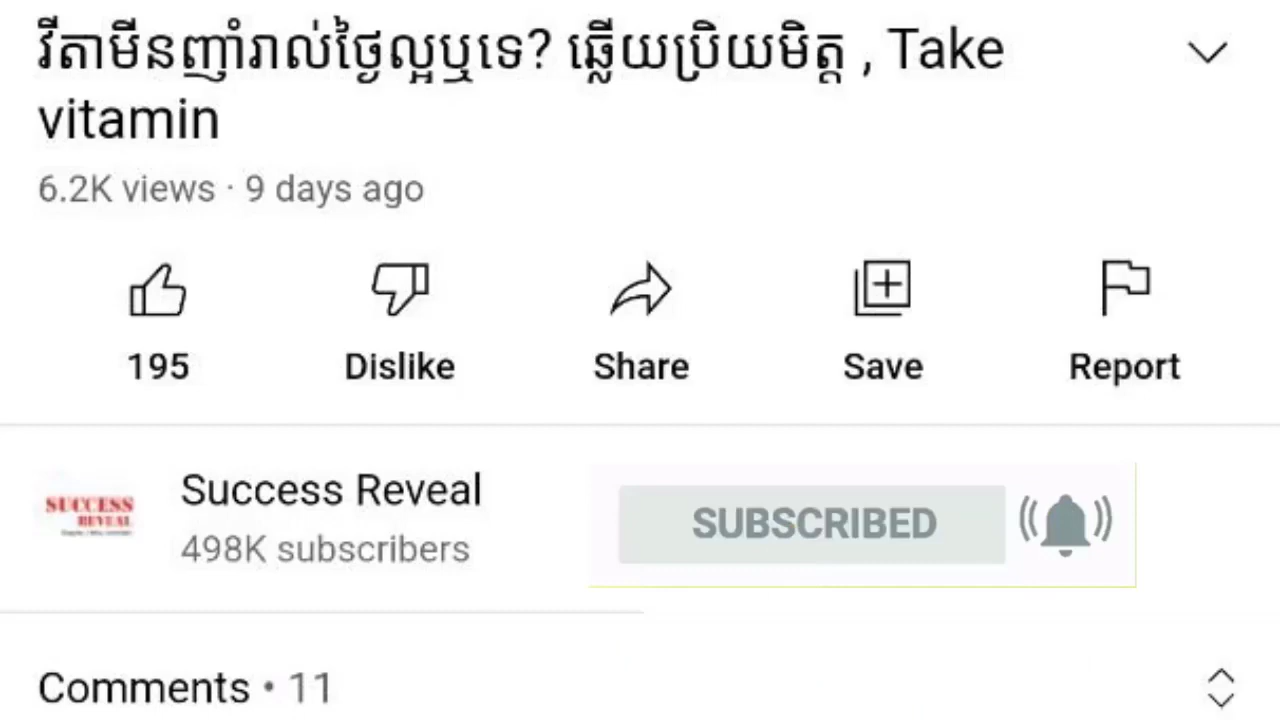 វីតាមីនញ៉ាំរាល់ថ្ងៃល្អឬទេ? ឆ្លើយប្រិយមិត្ត , Take
vitamin
6.2K views · 9 days ago
195
Dislike
Share
Save
Report
SUCCESS
REVEAL
Success Reveal
498K subscribers
SUBSCRIBED
Comments • 11